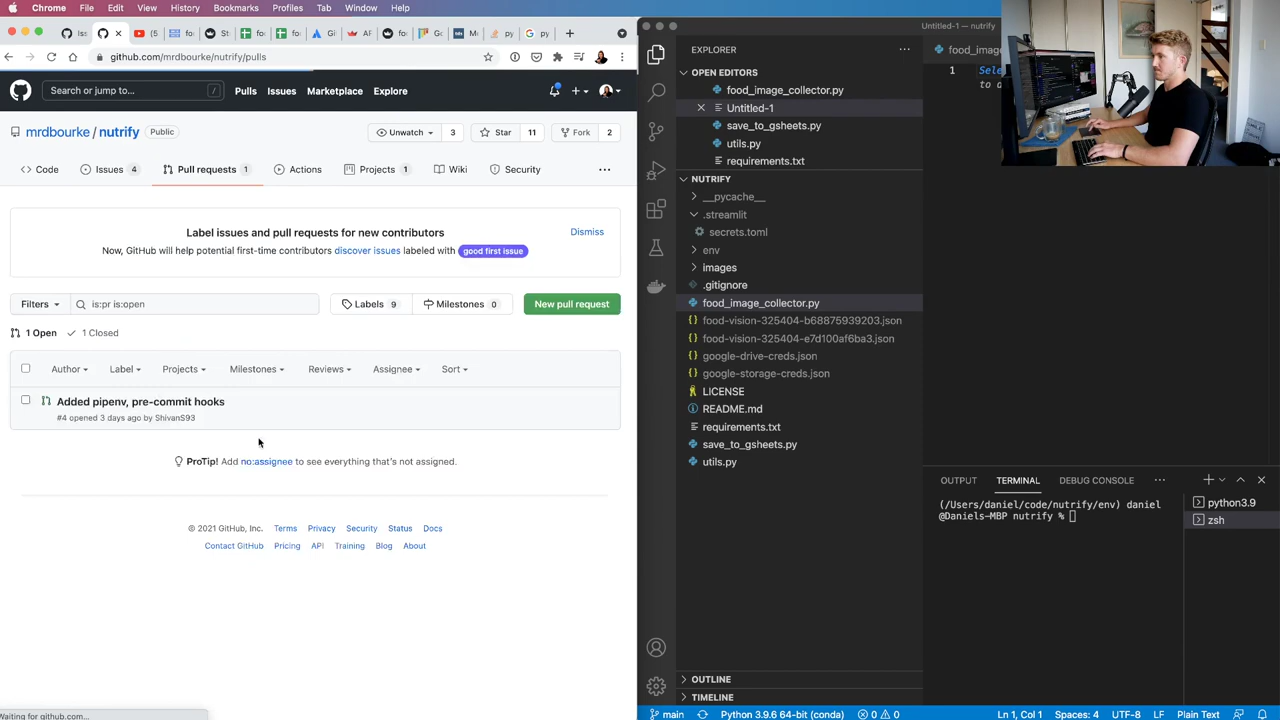 Chrome File Edit View History Bookmarks Profiles Tab Window Help
github.com/mrdbourke/nutrify/pulls
Search or jump to... /
Pulls Issues Marketplace Explore
mrdbourke / nutrify Public
Unwatch 3 Star 11 Fork 2
Code Issues 4 Pull requests 1 Actions Projects 1 Wiki Security
Label issues and pull requests for new contributors
Dismiss
Now, GitHub will help potential first-time contributors discover issues labeled with good first issue
Filters is:pr is:open Labels 9 Milestones 0 New pull request
1 Open 1 Closed
Author Label Projects Milestones Reviews Assignee Sort
Added pipenv, pre-commit hooks
#4 opened 3 days ago by ShivanS93
ProTip! Add no:assignee to see everything that's not assigned.
© 2021 GitHub, Inc. Terms Privacy Security Status Docs
Contact GitHub Pricing API Training Blog About
Waiting for github.com...
Untitled-1 — nutrify
EXPLORER
OPEN EDITORS
food_image_collector.py
Untitled-1
save_to_gsheets.py
utils.py
requirements.txt
NUTRIFY
__pycache__
.streamlit
secrets.toml
env
images
.gitignore
food_image_collector.py
food-vision-325404-b68875939203.json
food-vision-325404-e7d100af6ba3.json
google-drive-creds.json
google-storage-creds.json
LICENSE
README.md
requirements.txt
save_to_gsheets.py
utils.py
OUTLINE
TIMELINE
food_imag
1 Sele
to d
OUTPUT TERMINAL DEBUG CONSOLE
(/Users/daniel/code/nutrify/env) daniel
@Daniels-MBP nutrify %
python3.9
zsh
main Python 3.9.6 64-bit (conda) 0 0 Ln 1, Col 1 Spaces: 4 UTF-8 LF Plain Text